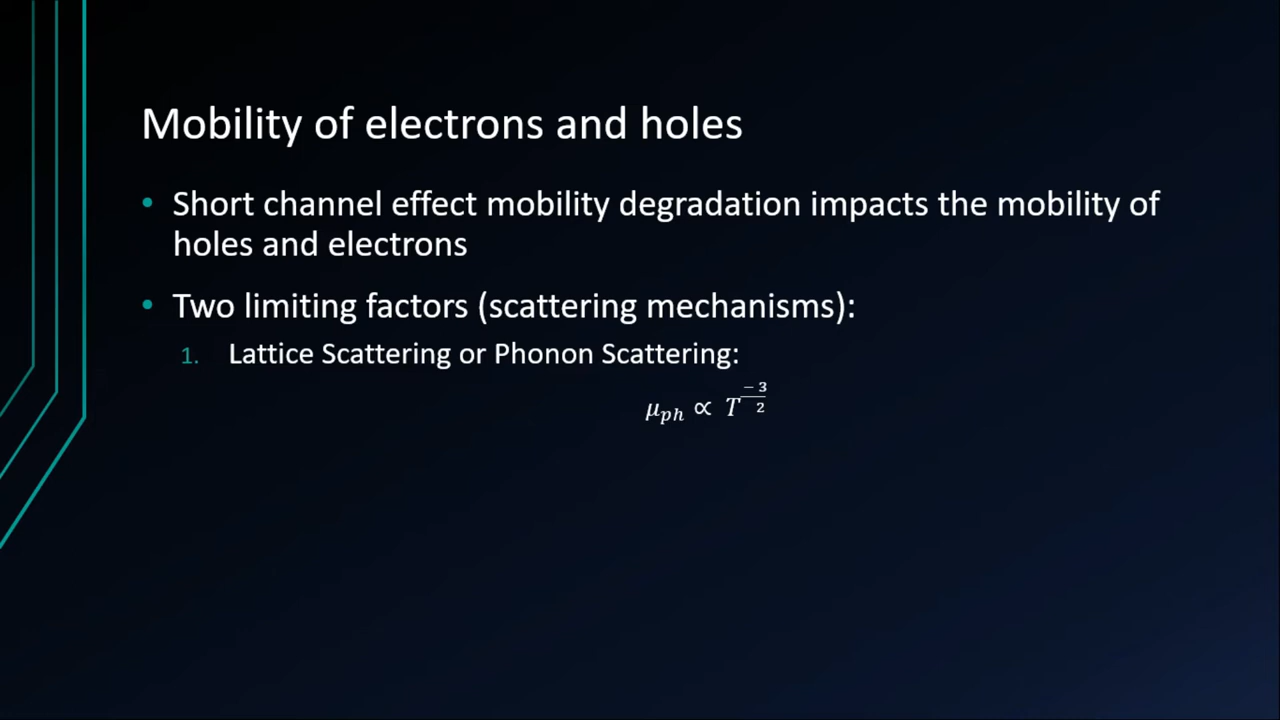 Mobility of electrons and holes
• Short channel effect mobility degradation impacts the mobility of
holes and electrons
• Two limiting factors (scattering mechanisms):
1. Lattice Scattering or Phonon Scattering:
μ_ph ∝ T^(-3/2)